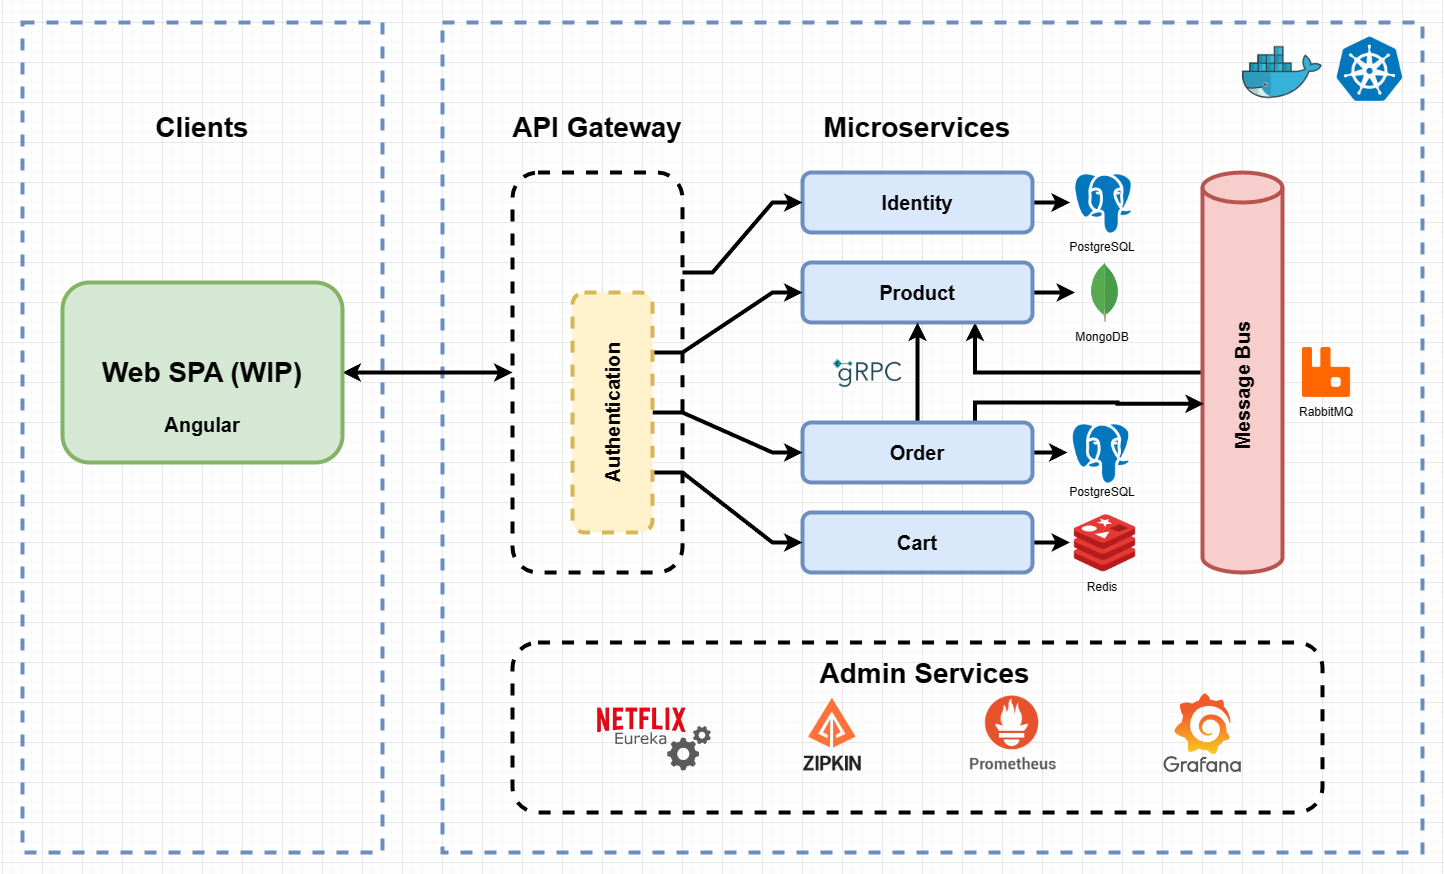 Clients
API Gateway
Microservices
Identity
PostgreSQL
Product
MongoDB
Web SPA (WIP)
Angular
Authentication
gRPC
Message Bus
RabbitMQ
Order
PostgreSQL
Cart
Redis
Admin Services
NETFLIX
Eureka
ZIPKIN
Prometheus
Grafana